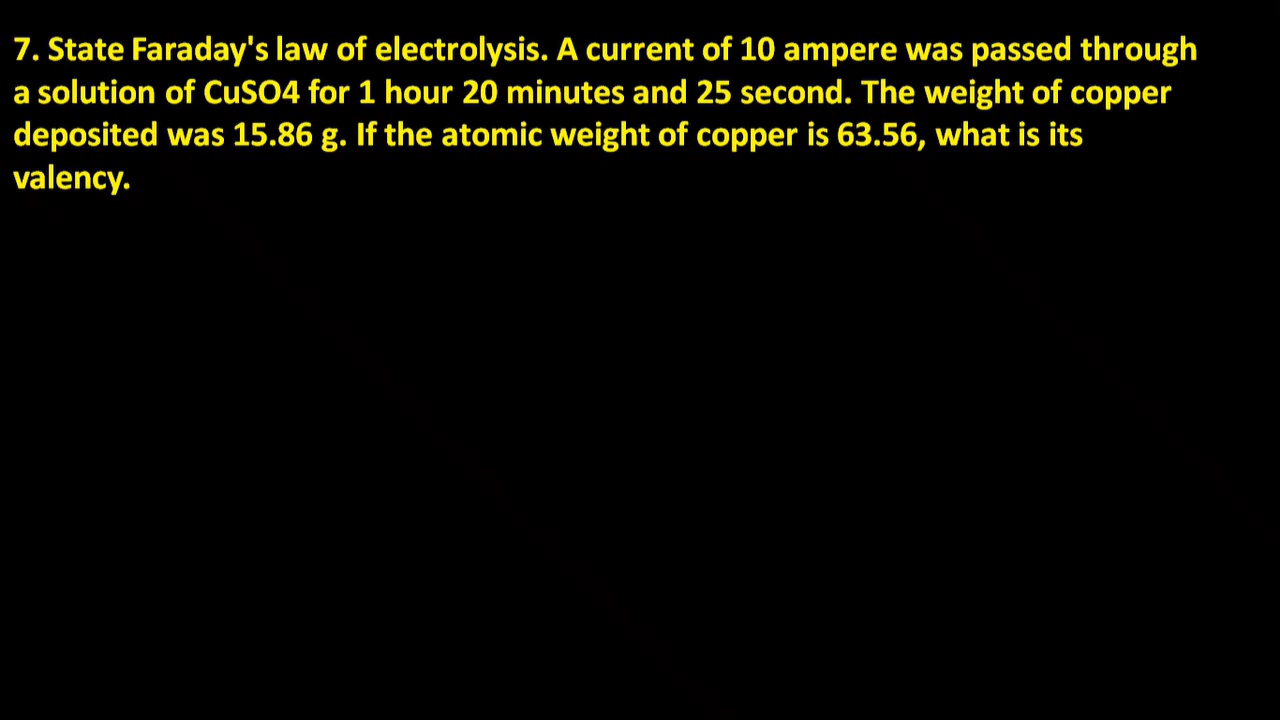 7. State Faraday's law of electrolysis. A current of 10 ampere was passed through
a solution of CuSO4 for 1 hour 20 minutes and 25 second. The weight of copper
deposited was 15.86 g. If the atomic weight of copper is 63.56, what is its
valency.